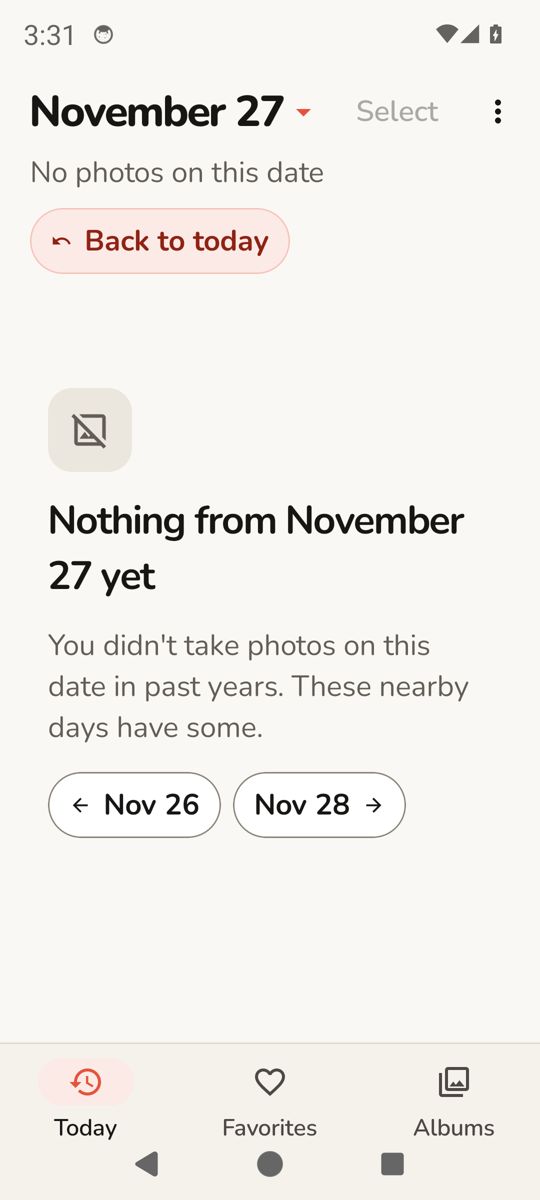 3:31
November 27
Select
No photos on this date
Back to today
Nothing from November
27 yet
You didn't take photos on this
date in past years. These nearby
days have some.
Nov 26
Nov 28
Today
Favorites
Albums